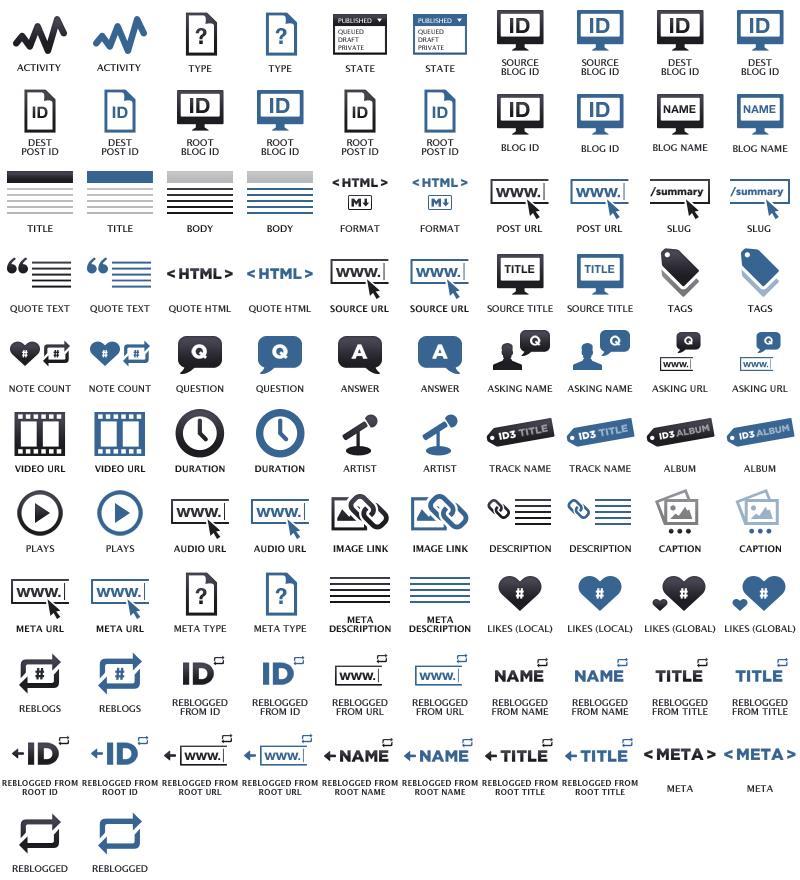 PUBLISHED
QUEUED
DRAFT
PRIVATE
PUBLISHED
QUEUED
DRAFT
PRIVATE
? ? ID ID ID ID
ACTIVITY ACTIVITY TYPE TYPE STATE STATE SOURCE BLOG ID SOURCE BLOG ID DEST BLOG ID DEST BLOG ID
ID ID ID ID ID ID ID ID NAME NAME
DEST POST ID DEST POST ID ROOT BLOG ID ROOT BLOG ID ROOT POST ID ROOT POST ID BLOG ID BLOG ID BLOG NAME BLOG NAME
<HTML> <HTML> www. www. /summary /summary
M M
TITLE TITLE BODY BODY FORMAT FORMAT POST URL POST URL SLUG SLUG
“ “ <HTML> <HTML> www. www. TITLE TITLE
QUOTE TEXT QUOTE TEXT QUOTE HTML QUOTE HTML SOURCE URL SOURCE URL SOURCE TITLE SOURCE TITLE TAGS TAGS
# # # # Q Q A A Q Q Q www. Q www.
NOTE COUNT NOTE COUNT QUESTION QUESTION ANSWER ANSWER ASKING NAME ASKING NAME ASKING URL ASKING URL
ID3 TITLE ID3 TITLE ID3 ALBUM ID3 ALBUM
VIDEO URL VIDEO URL DURATION DURATION ARTIST ARTIST TRACK NAME TRACK NAME ALBUM ALBUM
www. www.
PLAYS PLAYS AUDIO URL AUDIO URL IMAGE LINK IMAGE LINK DESCRIPTION DESCRIPTION CAPTION CAPTION
www. www. ? ? # # # #
META URL META URL META TYPE META TYPE META DESCRIPTION META DESCRIPTION LIKES (LOCAL) LIKES (LOCAL) LIKES (GLOBAL) LIKES (GLOBAL)
# # ID ID www. www. NAME NAME TITLE TITLE
REBLOGS REBLOGS REBLOGGED FROM ID REBLOGGED FROM ID REBLOGGED FROM URL REBLOGGED FROM URL REBLOGGED FROM NAME REBLOGGED FROM NAME REBLOGGED FROM TITLE REBLOGGED FROM TITLE
ID ID www. www. NAME NAME TITLE TITLE <META> <META>
REBLOGGED FROM ROOT ID REBLOGGED FROM ROOT ID REBLOGGED FROM ROOT URL REBLOGGED FROM ROOT URL REBLOGGED FROM ROOT NAME REBLOGGED FROM ROOT NAME REBLOGGED FROM ROOT TITLE REBLOGGED FROM ROOT TITLE META META
REBLOGGED REBLOGGED